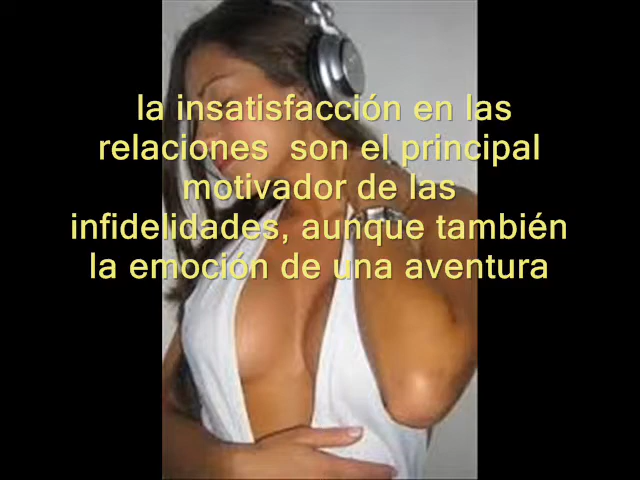 la insatisfacción en las
relaciones son el principal
motivador de las
infidelidades, aunque también
la emoción de una aventura